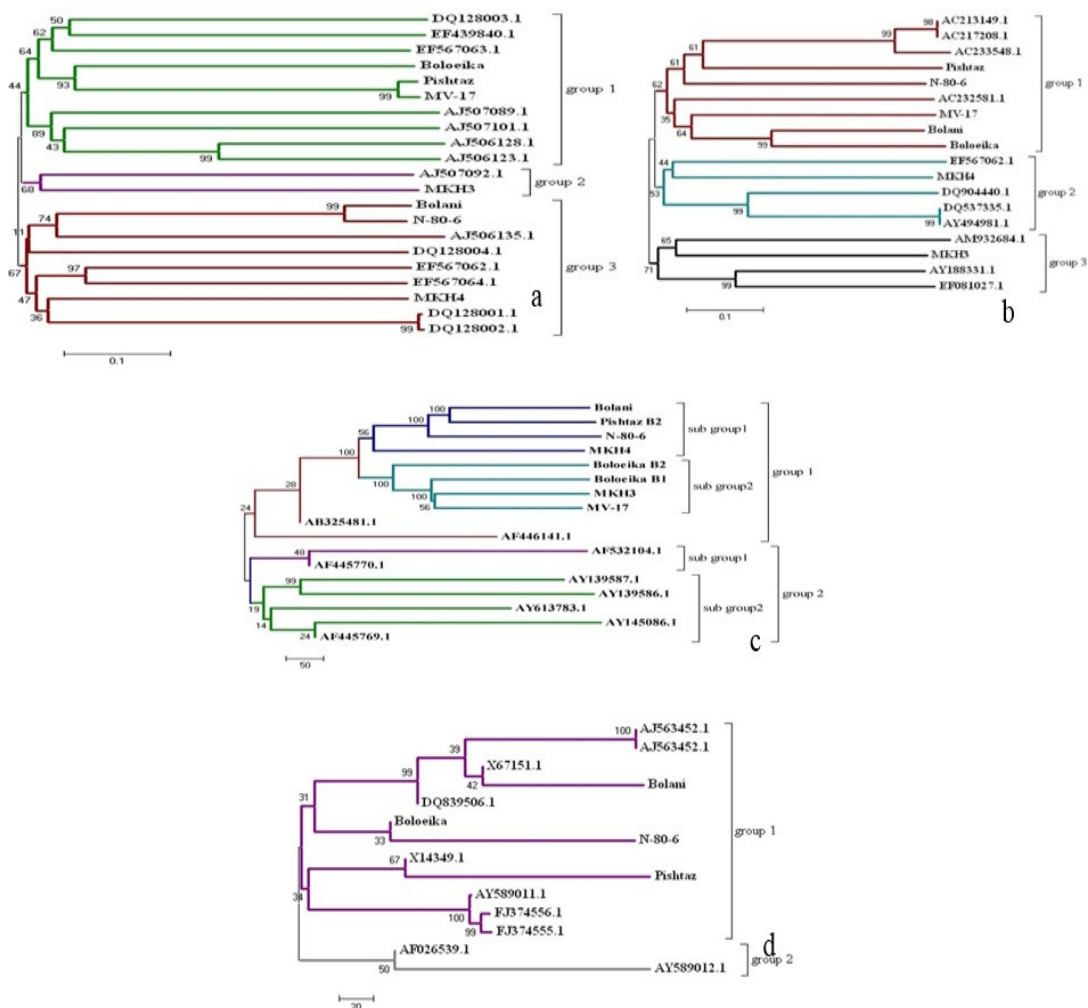 50
DQ128003.1
62
EF439840.1
64
EF567063.1
44
Boloeika
93
Pishtaz
99
MV-17
AJ507089.1
89
AJ507101.1
43
AJ506128.1
99
AJ506123.1
group 1
AJ507092.1
68
MKH3
group 2
Bolani
99
N-80-6
74
AJ506135.1
11
DQ128004.1
67
EF567062.1
97
EF567064.1
47
MKH4
36
DQ128001.1
99
DQ128002.1
group 3
a
0.1
98
AC213149.1
AC217208.1
99
AC233548.1
61
Pishtaz
61
N-80-6
62
AC232581.1
35
MV-17
64
Bolani
99
Boloeika
group 1
44
EF567062.1
MKH4
53
DQ904440.1
99
DQ537335.1
99
AY494981.1
group 2
AM932684.1
65
MKH3
71
AY188331.1
99
EF081027.1
group 3
b
0.1
100
Bolani
Pishtaz B2
100
N-80-6
56
MKH4
sub group1
100
Boloeika B2
100
Boloeika B1
100
MKH3
56
MV-17
sub group2
28
AB325481.1
24
AF446141.1
group 1
40
AF532104.1
AF445770.1
sub group1
99
AY139587.1
AY139586.1
19
AY613783.1
14
AY145086.1
24
AF445769.1
sub group2
group 2
c
50
100
AJ563452.1
AJ563452.1
39
X67151.1
99
42
Bolani
DQ839506.1
31
Boloeika
33
N-80-6
67
X14349.1
Pishtaz
34
AY589011.1
100
FJ374556.1
99
FJ374555.1
group 1
AF026539.1
50
AY589012.1
group 2
d
20